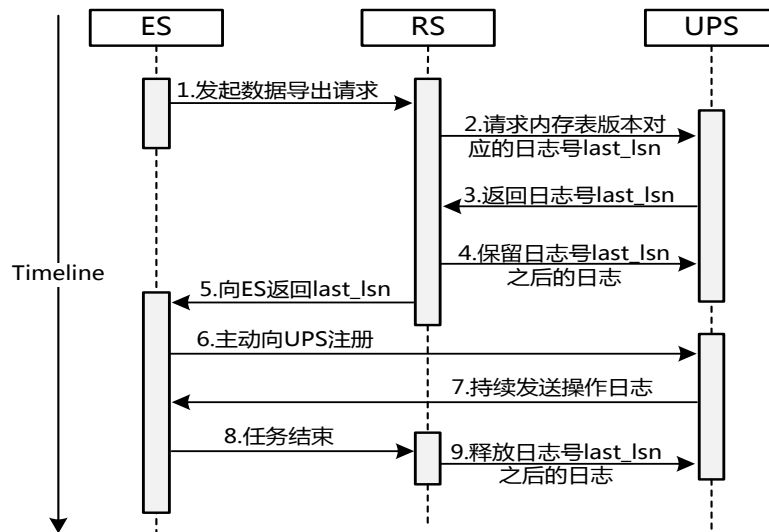 ES
RS
UPS
1.发起数据导出请求
2.请求内存表版本对
应的日志号last_lsn
3.返回日志号last_lsn
4.保留日志号last_lsn
之后的日志
Timeline
5.向ES返回last_lsn
6.主动向UPS注册
7.持续发送操作日志
8.任务结束
9.释放日志号last_lsn
之后的日志